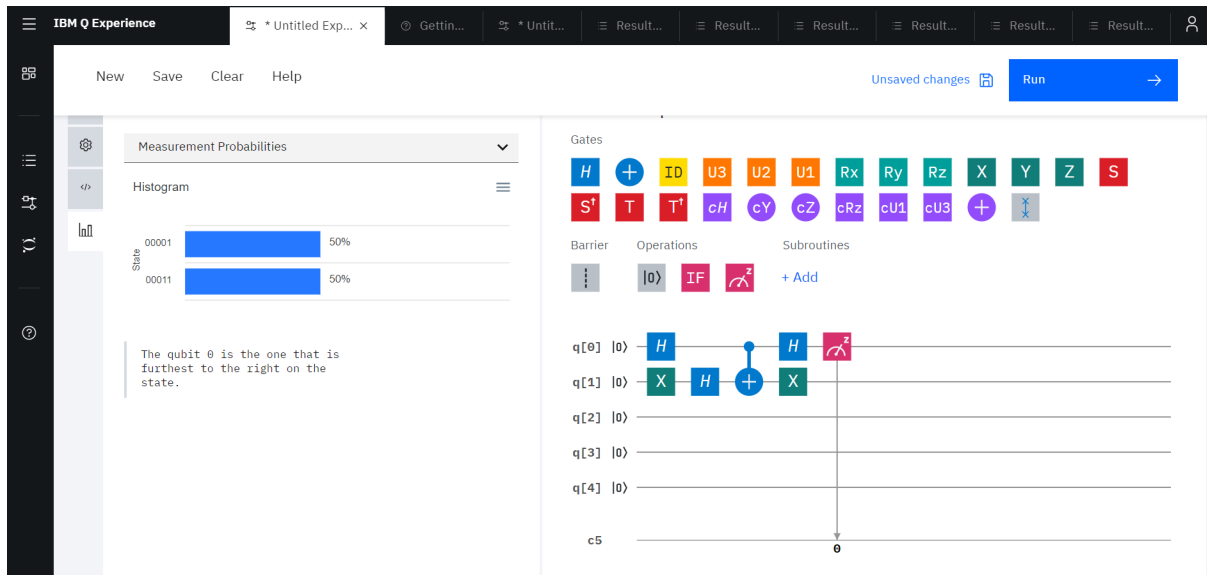 IBM Q Experience
* Untitled Exp... ×
Gettin...
* Untit...
Result...
Result...
Result...
Result...
Result...
Result...
New Save Clear Help
Unsaved changes
Run
Measurement Probabilities
Histogram
State
00001 50%
00011 50%
The qubit 0 is the one that is
furthest to the right on the
state.
Gates
H + ID U3 U2 U1 Rx Ry Rz X Y Z S
S† T T† cH cY cZ cRz cU1 cU3 +
Barrier Operations Subroutines
|0⟩ IF z + Add
q[0] |0⟩ H H z
q[1] |0⟩ X H + X
q[2] |0⟩
q[3] |0⟩
q[4] |0⟩
c5
0